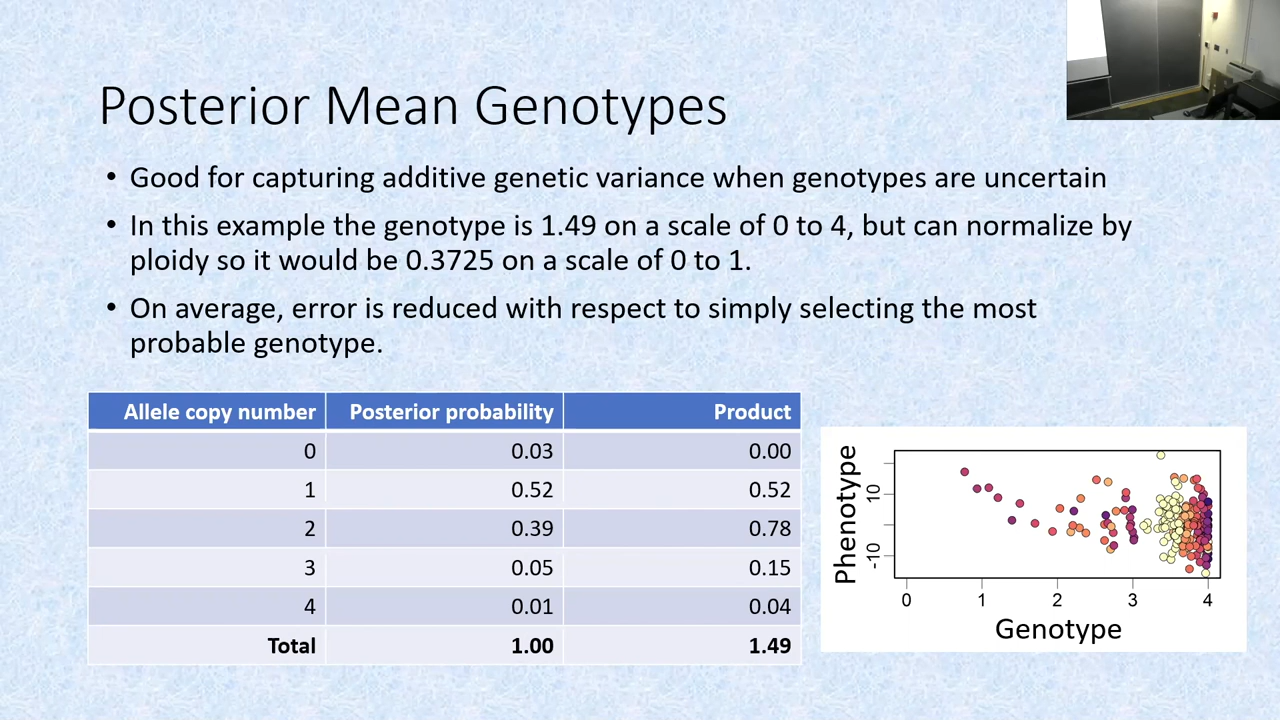 Posterior Mean Genotypes
• Good for capturing additive genetic variance when genotypes are uncertain
• In this example the genotype is 1.49 on a scale of 0 to 4, but can normalize by
ploidy so it would be 0.3725 on a scale of 0 to 1.
• On average, error is reduced with respect to simply selecting the most
probable genotype.
Allele copy number Posterior probability Product
0 0.03 0.00
1 0.52 0.52
2 0.39 0.78
3 0.05 0.15
4 0.01 0.04
Total 1.00 1.49
Phenotype
10
-10
0 1 2 3 4
Genotype